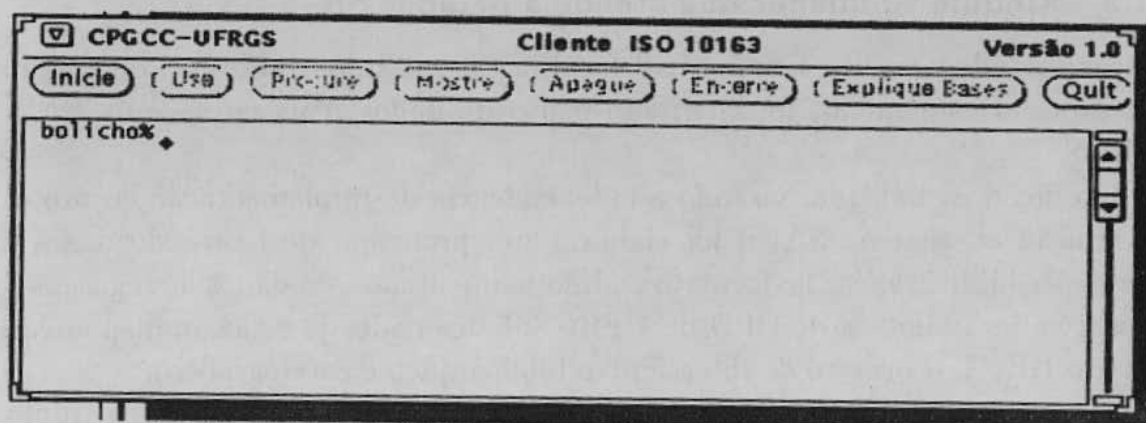 CPGCC-UFRGS Cliente ISO 10163 Versão 1.0
Inicie Use Procure Mostre Apague Encerre Explique Bases Quit
bolicho%